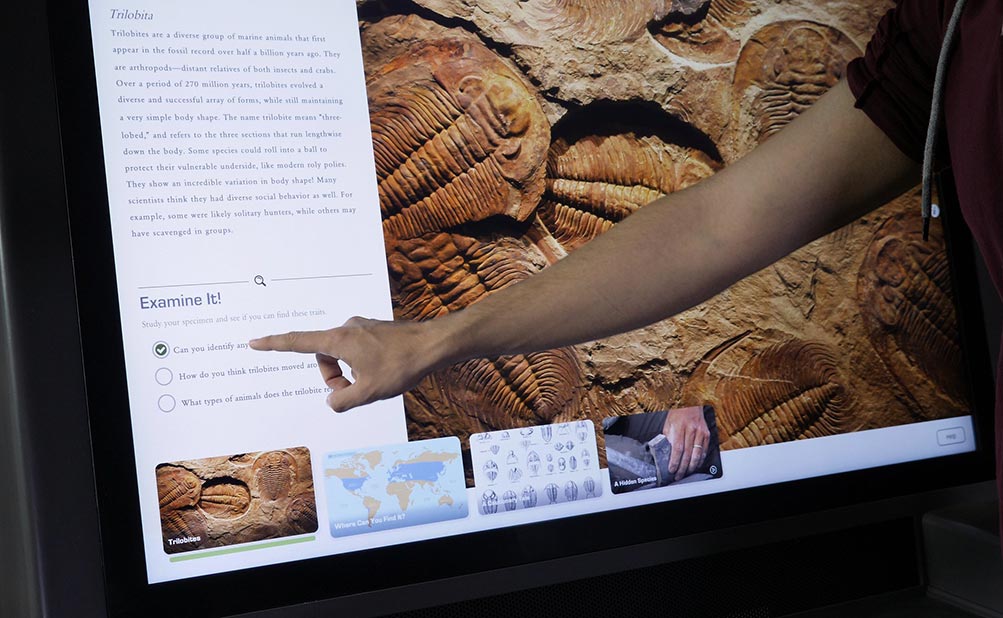 Trilobita
Trilobites are a diverse group of marine animals that first
appear in the fossil record over half a billion years ago. They
are arthropods—distant relatives of both insects and crabs.
Over a period of 270 million years, trilobites evolved a
diverse and successful array of forms, while still maintaining
a very simple body shape. The name trilobite means "three-
lobed," and refers to the three sections that run lengthwise
down the body. Some species could roll into a ball to
protect their vulnerable underside, like modern roly polies.
They show an incredible variation in body shape! Many
scientists think they had diverse social behavior as well. For
example, some were likely solitary hunters, while others may
have scavenged in groups.
Examine It!
Study your specimen and see if you can find these traits.
Can you identify any
How do you think trilobites moved
What types of animals does the trilobite
Trilobites
Where Can You Find It?
A Hidden Species
Help